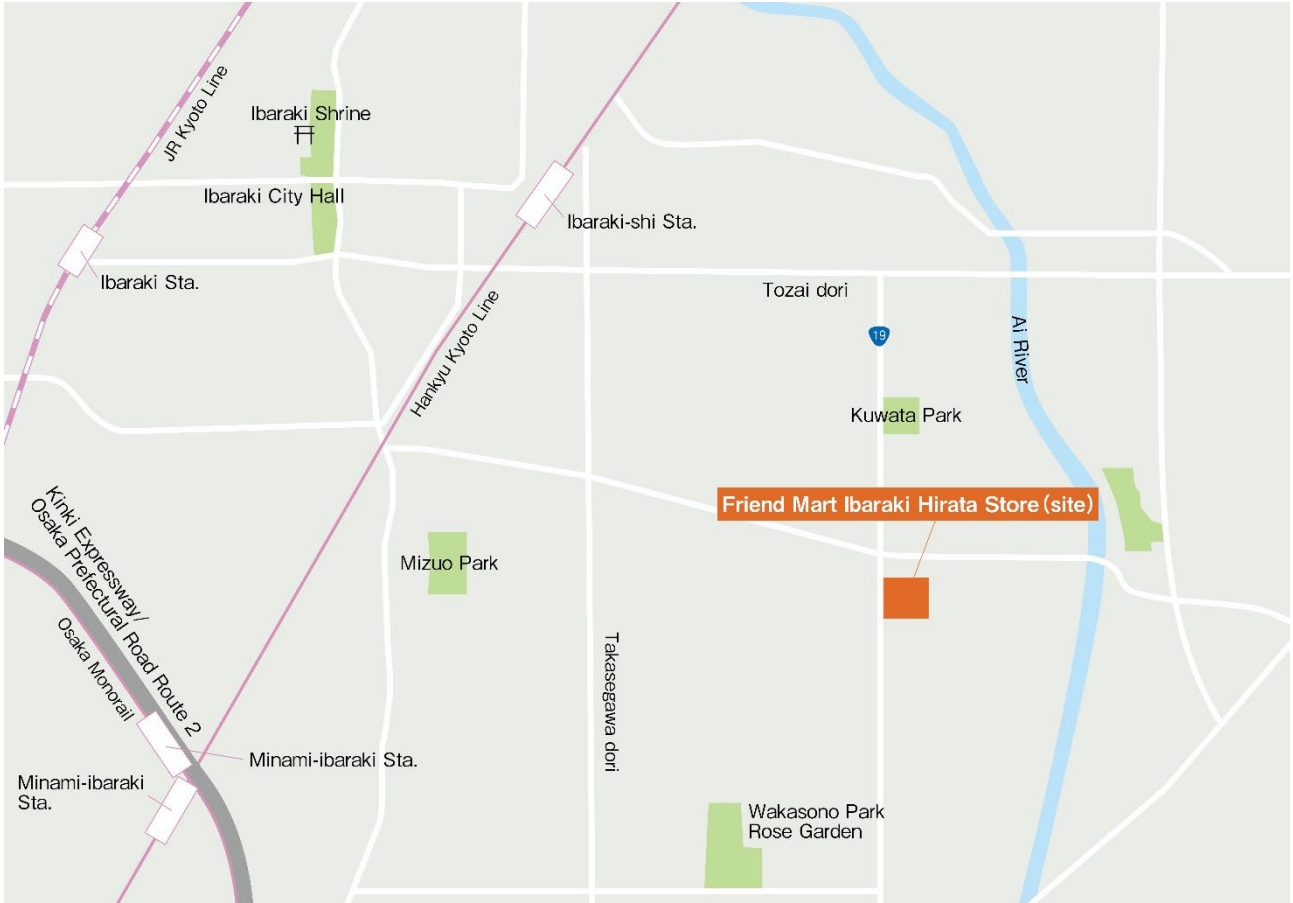 JR Kyoto Line
Ibaraki Shrine
Ibaraki City Hall
Ibaraki-shi Sta.
Ibaraki Sta.
Tozai dori
Hankyu Kyoto Line
19
Ai River
Kuwata Park
Friend Mart Ibaraki Hirata Store (site)
Kinki Expressway/
Osaka Prefectural Road Route 2
Osaka Monorail
Mizuo Park
Takasegawa dori
Minami-ibaraki Sta.
Minami-ibaraki
Sta.
Wakasono Park
Rose Garden